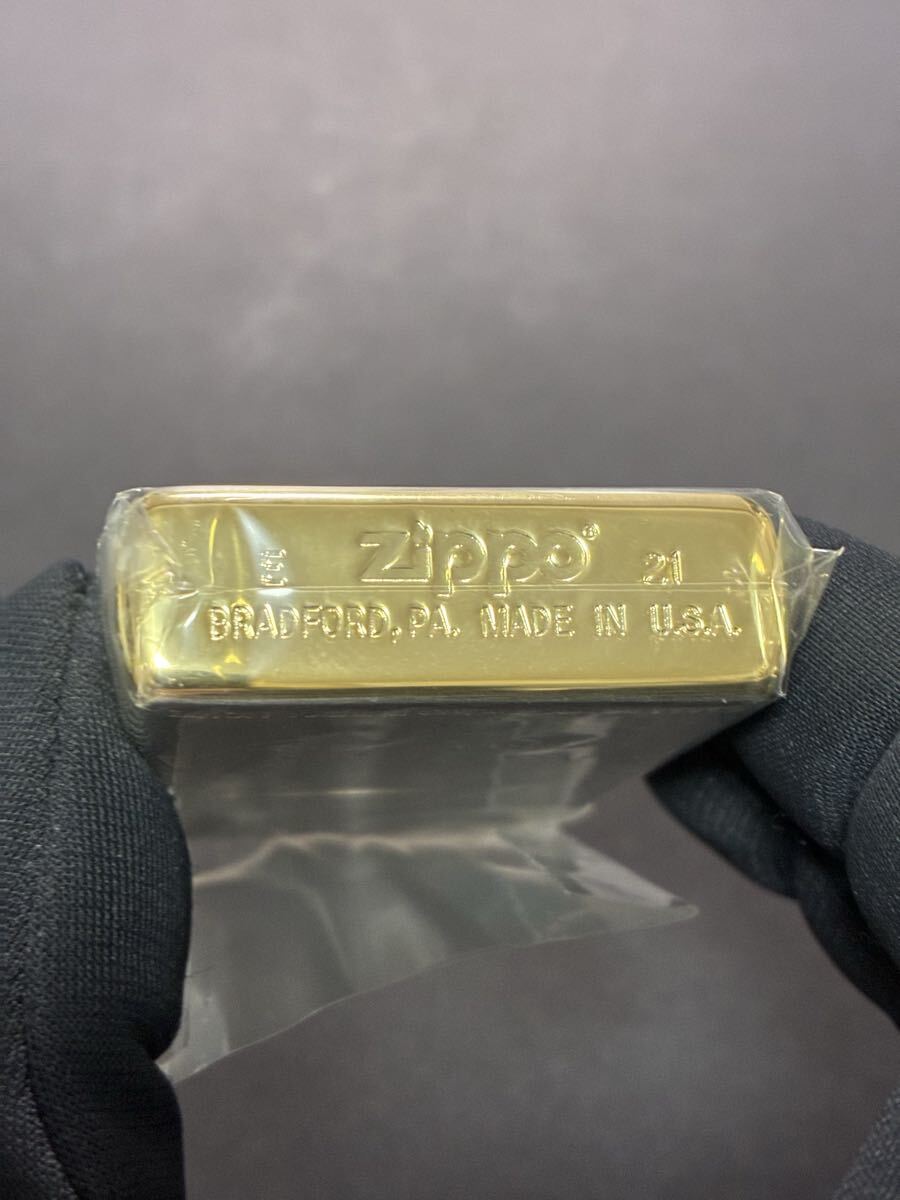 Zippo® 21
BRADFORD, PA. MADE IN U.S.A.